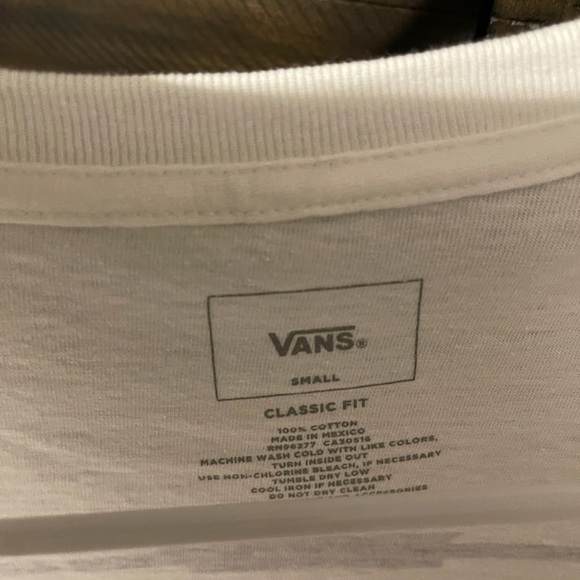 VANS®
SMALL
CLASSIC FIT
100% COTTON
MADE IN MEXICO
RN96277 CA30516
MACHINE WASH COLD WITH LIKE COLORS,
TURN INSIDE OUT
USE NON-CHLORINE BLEACH, IF NECESSARY
TUMBLE DRY LOW
COOL IRON IF NECESSARY
DO NOT DRY CLEAN
ACCESSORIES